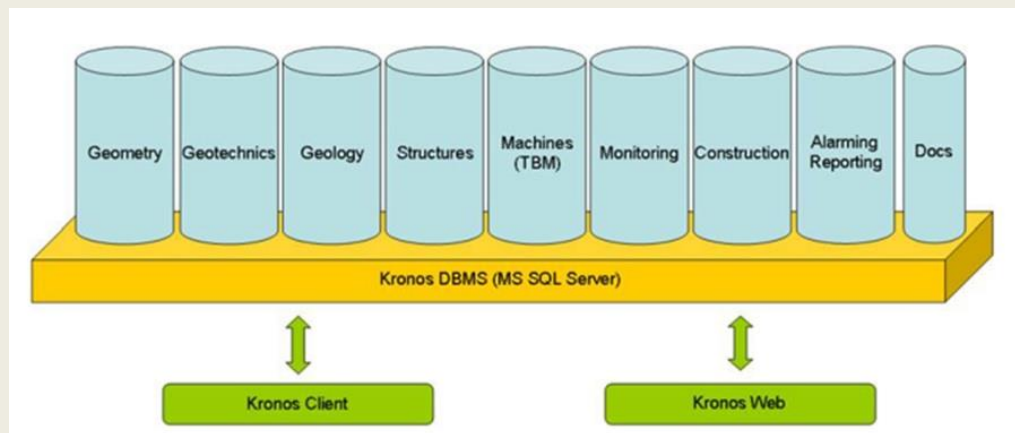 Geometry
Geotechnics
Geology
Structures
Machines
(TBM)
Monitoring
Construction
Alarming
Reporting
Docs
Kronos DBMS (MS SQL Server)
Kronos Client
Kronos Web